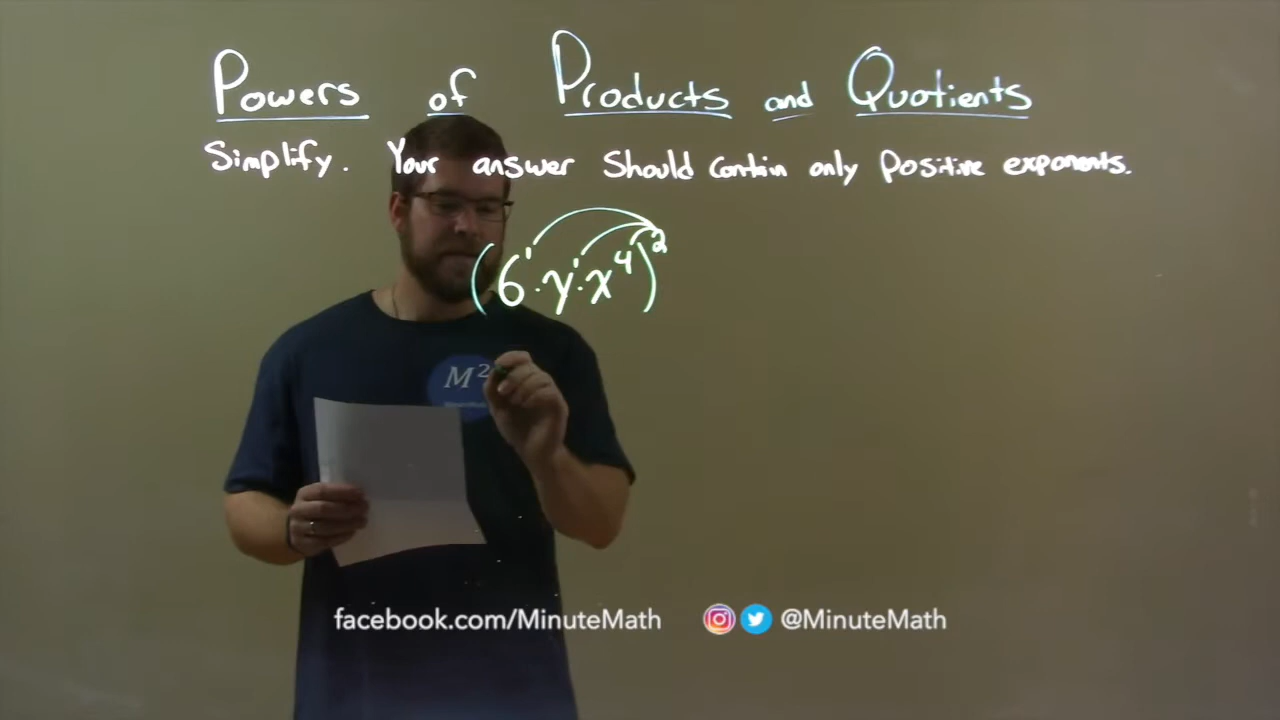 Powers of Products and Quotients
Simplify. Your answer should contain only positive exponents.
(6¹·y¹·x⁴)²
M²
facebook.com/MinuteMath @MinuteMath